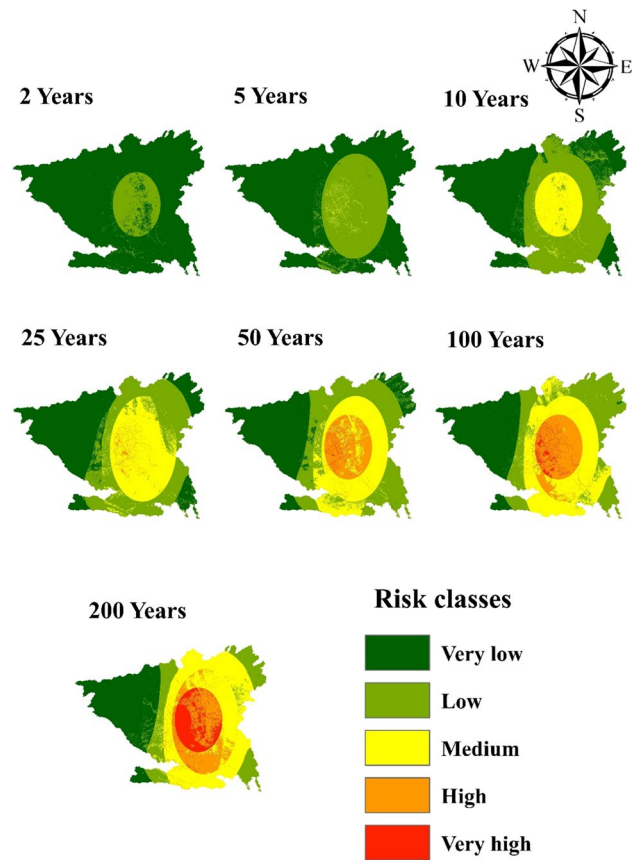 N
W E
S
2 Years
5 Years
10 Years
25 Years
50 Years
100 Years
200 Years
Risk classes
Very low
Low
Medium
High
Very high